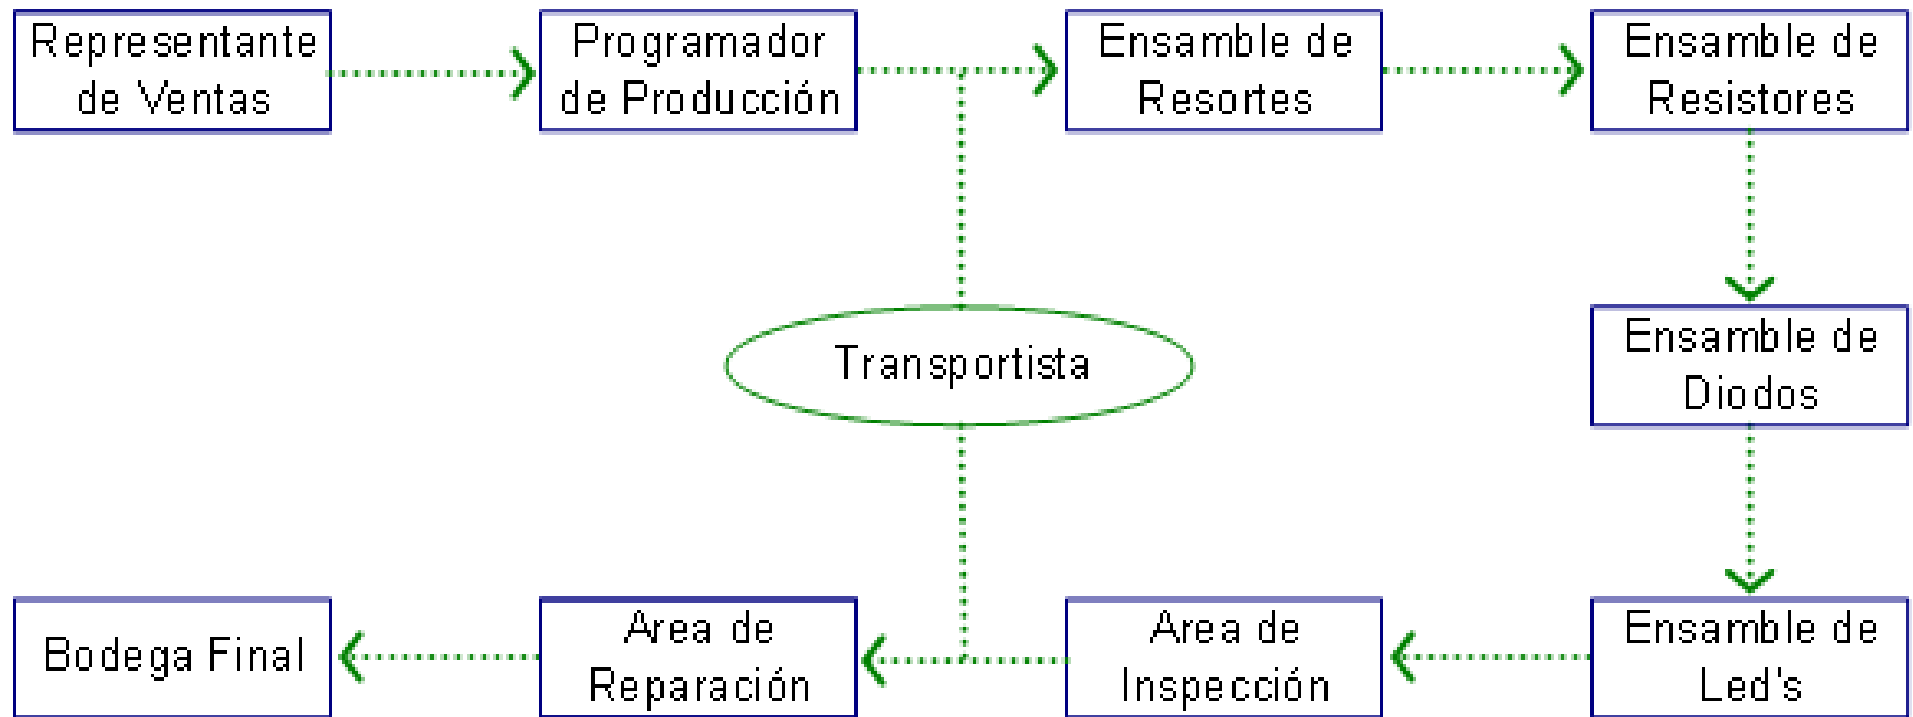 Representante
de Ventas
Programador
de Producción
Ensamble de
Resortes
Ensamble de
Resistores
Transportista
Ensamble de
Diodos
Bodega Final
Area de
Reparación
Area de
Inspección
Ensamble de
Led's